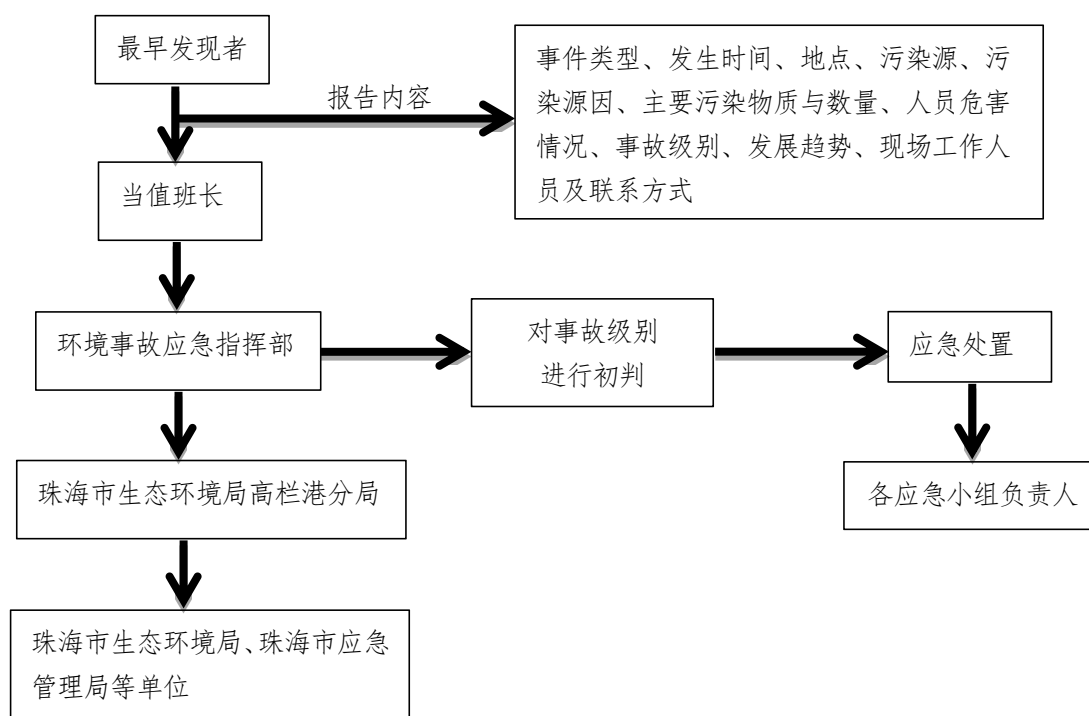 最早发现者
事件类型、发生时间、地点、污染源、污
染源因、主要污染物质与数量、人员危害
情况、事故级别、发展趋势、现场工作人
员及联系方式
报告内容
当值班长
环境事故应急指挥部
对事故级别
进行初判
应急处置
珠海市生态环境局高栏港分局
各应急小组负责人
珠海市生态环境局、珠海市应急
管理局等单位